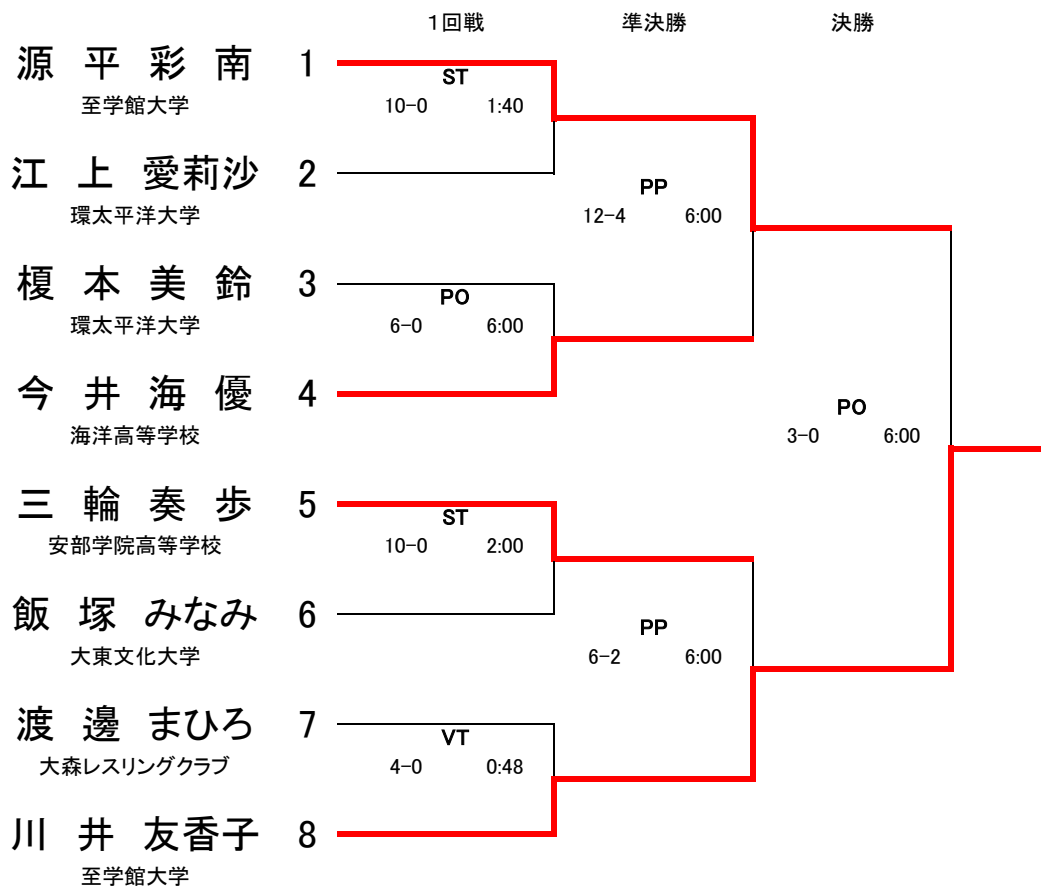 １回戦 準決勝 決勝
源 平 彩 南 1
ST
至学館大学 10-0 1:40
江 上 愛莉沙 2
PP
環太平洋大学 12-4 6:00
榎 本 美 鈴 3
PO
環太平洋大学 6-0 6:00
今 井 海 優 4
PO
海洋高等学校 3-0 6:00
三 輪 奏 歩 5
ST
安部学院高等学校 10-0 2:00
飯 塚 みなみ 6
PP
大東文化大学 6-2 6:00
渡 邊 まひろ 7
VT
大森レスリングクラブ 4-0 0:48
川 井 友香子 8
至学館大学